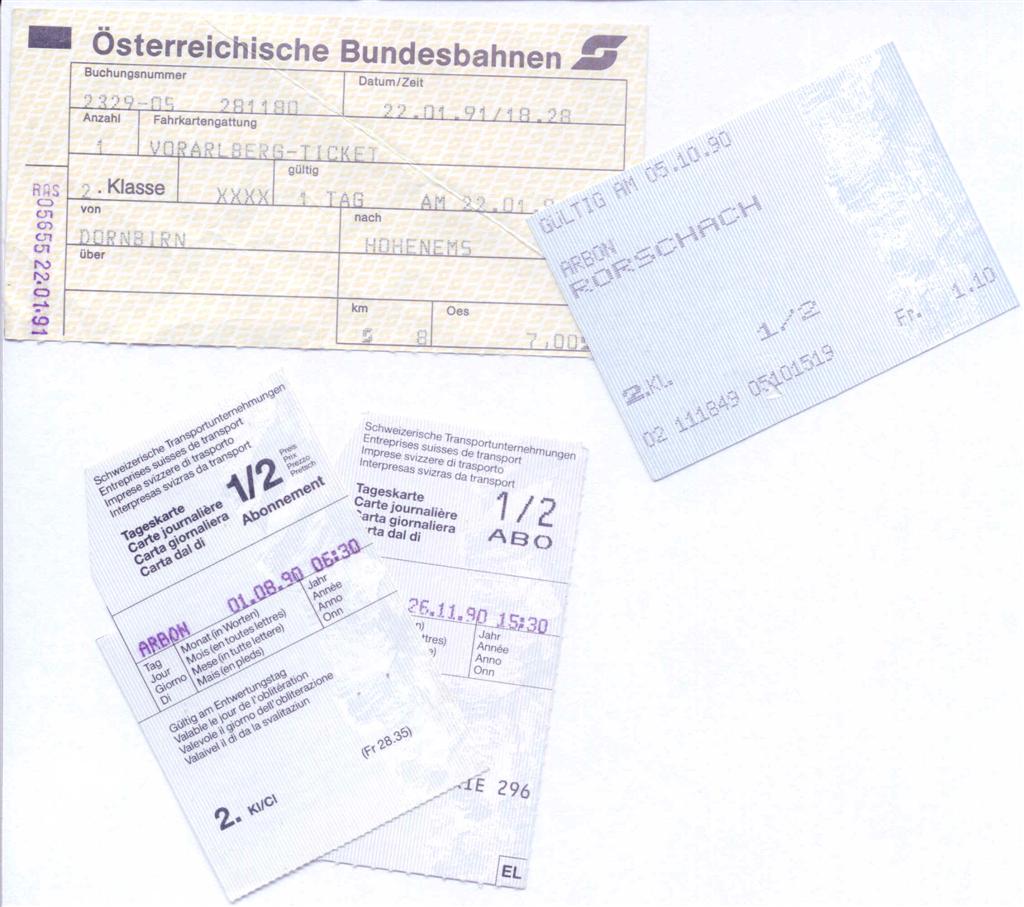 Österreichische Bundesbahnen
Buchungsnummer
Datum/Zeit
2329-05 281180
22.01.91/18.28
Anzahl
Fahrkartengattung
1
VORARLBERG-TICKET
gültig
2. Klasse
XXXX
1 TAG AM 22.01
von
nach
DORNBIRN
HOHENEMS
über
km
Oes
S 8
7,00
RAS
05655 22.01.91
GÜLTIG AM 05.10.90
ARBON
RORSCHACH
1/2
2.KL.
Fr. 1.10
02 111849 05101519
Schweizerische Transportunternehmungen
Entreprises suisses de transport
Imprese svizzere di trasporto
Interpresas svizras da transport
Tageskarte
Carte journalière
Carta giornaliera
Carta dal di
1/2
Preis
Prix
Prezzo
Pretsch
Abonnement
01.08.90 06:30
ARBON
Tag
Jour
Giorno
Di
Monat (in Worten)
Mois (en toutes lettres)
Mese (in tutte lettere)
Mais (en pleds)
Jahr
Année
Anno
Onn
Gültig am Entwertungstag
Valable le jour de l'oblitération
Valevole il giorno dell'obliterazione
Valaivel il di da la svalitaziun
(Fr 28.35)
2. Kl/Cl
Schweizerische Transportunternehmungen
Entreprises suisses de transport
Imprese svizzere di trasporto
Interpresas svizras da transport
Tageskarte
Carte journalière
Carta giornaliera
rta dal di
1/2
ABO
26.11.90 15:30
n)
ttres)
e)
Jahr
Année
Anno
Onn
IE 296
EL